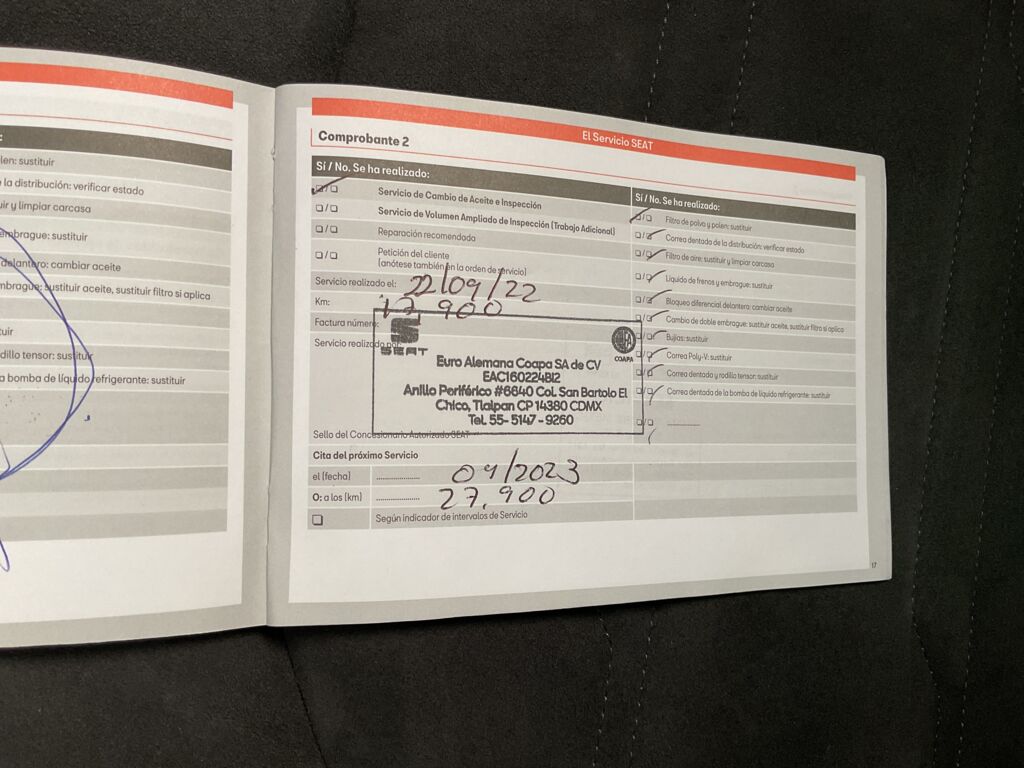 :
len: sustituir
la distribución: verificar estado
uir y limpiar carcasa
embrague: sustituir
delantero: cambiar aceite
mbrague: sustituir aceite, sustituir filtro si aplica
tuir
dillo tensor: sustituir
a bomba de líquido refrigerante: sustituir
El Servicio SEAT
Comprobante 2
Sí / No. Se ha realizado:
Servicio de Cambio de Aceite e Inspección
Servicio de Volumen Ampliado de Inspección (Trabajo Adicional)
Reparación recomendada
Petición del cliente
(anótese también en la orden de servicio)
Servicio realizado el: 22/09/22
Km: 17 900
Factura número:
Servicio realizado por:
SEAT
COAPA
Euro Alemana Coapa SA de CV
EAC160224BI2
Anillo Periférico #6640 Col. San Bartolo El
Chico, Tlalpan CP 14380 CDMX
Tel. 55- 5147 - 9260
Sello del Concesionario Autorizado SEAT
Cita del próximo Servicio
el (fecha) .................... 09/2023
O: a los (km) .................... 27,900
Según indicador de intervalos de Servicio
Sí / No. Se ha realizado:
Filtro de polvo y polen: sustituir
Correa dentada de la distribución: verificar estado
Filtro de aire: sustituir y limpiar carcasa
Líquido de frenos y embrague: sustituir
Bloqueo diferencial delantero: cambiar aceite
Cambio de doble embrague: sustituir aceite, sustituir filtro si aplica
Bujías: sustituir
Correa Poly-V: sustituir
Correa dentada y rodillo tensor: sustituir
Correa dentada de la bomba de líquido refrigerante: sustituir
17